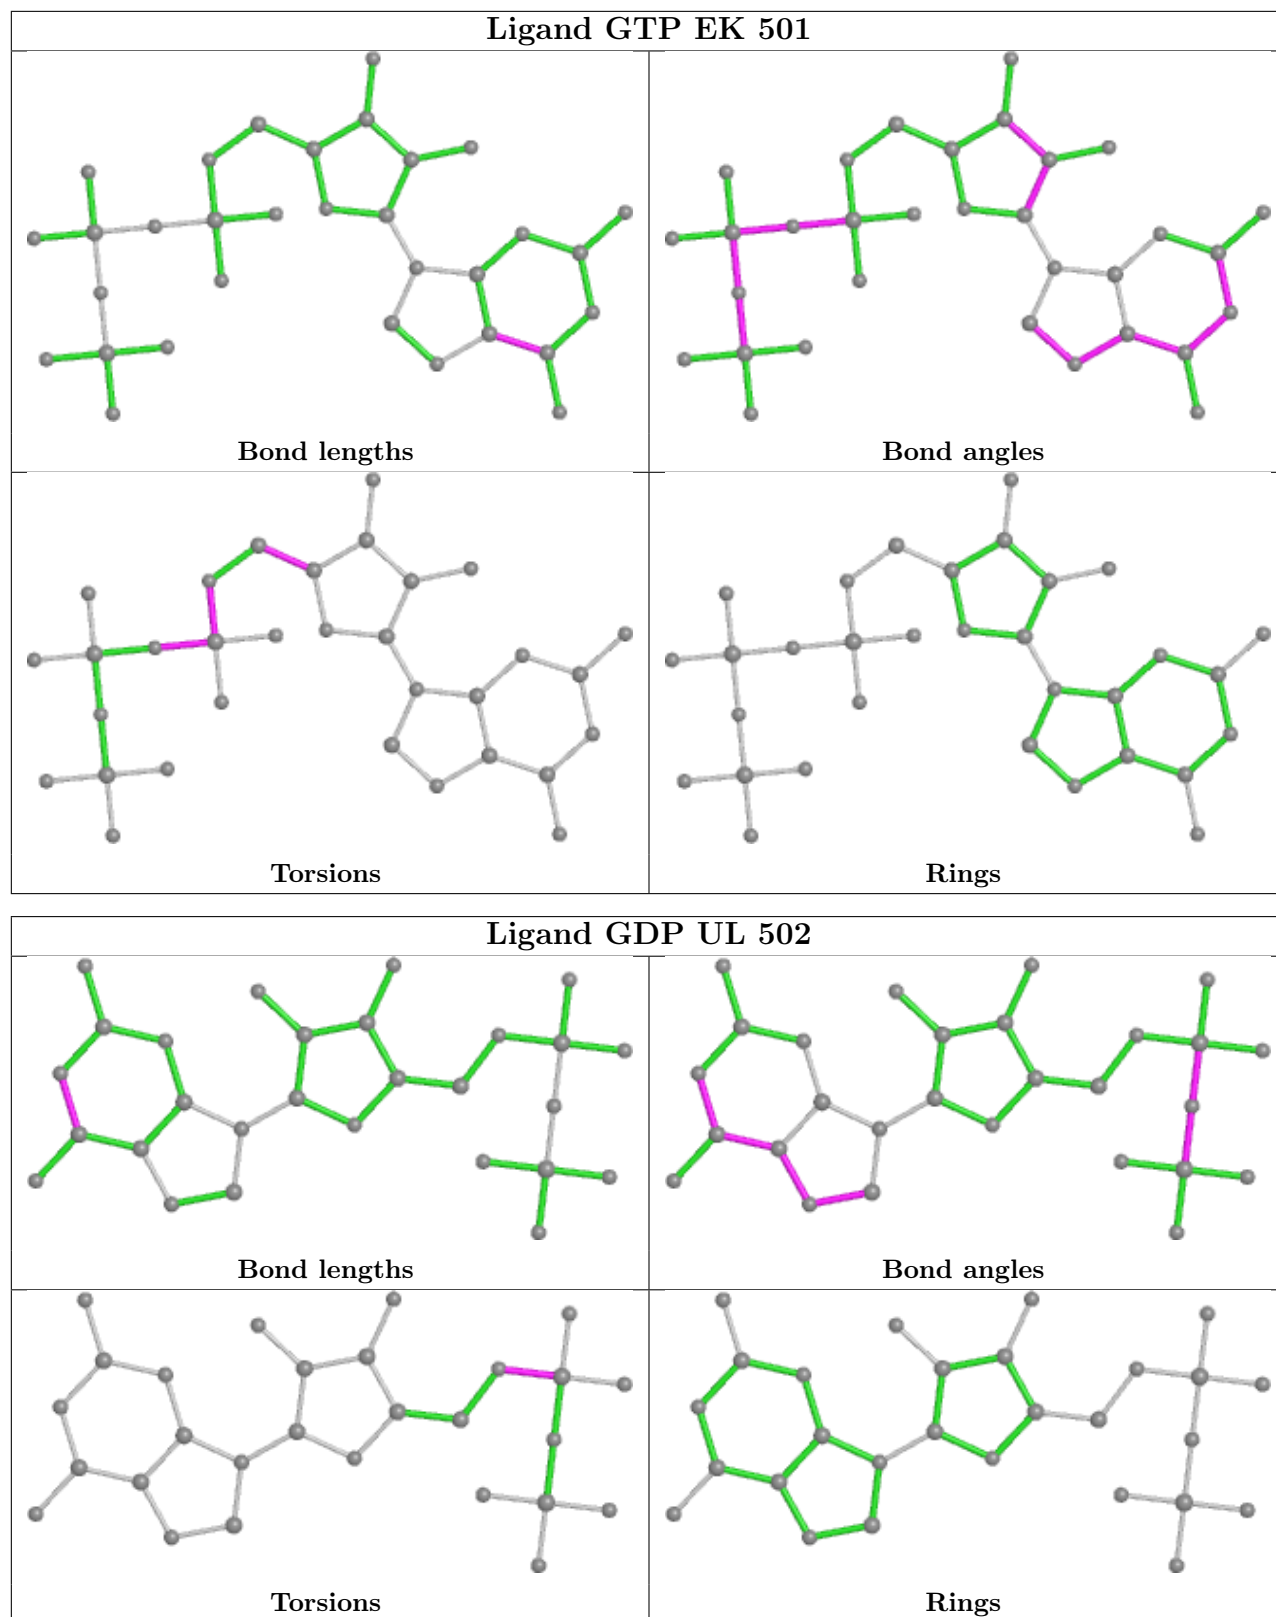 Ligand GTP EK 501
Bond lengths
Bond angles
Torsions
Rings
Ligand GDP UL 502
Bond lengths
Bond angles
Torsions
Rings